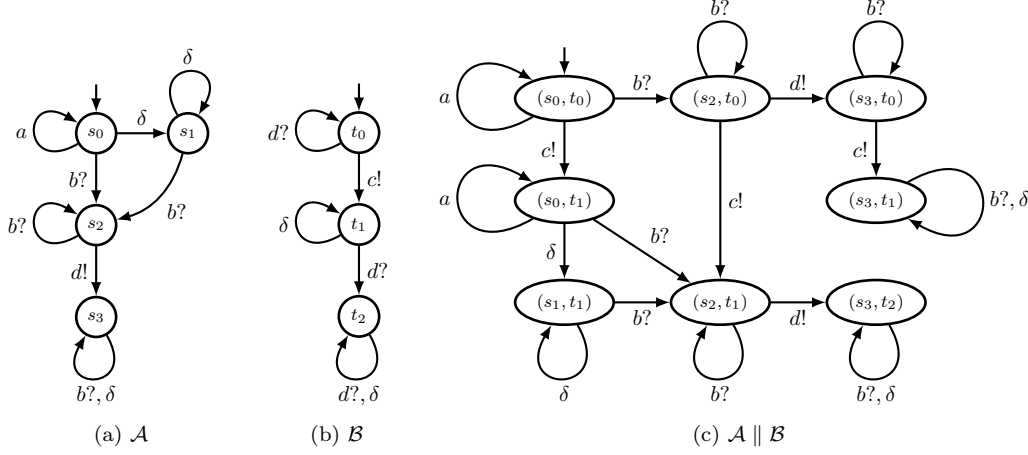 b?
b?
δ
a
(s₀, t₀)
b?
(s₂, t₀)
d!
(s₃, t₀)
a
s₀
δ
s₁
d?
t₀
c!
c!
b?
b?
c!
a
(s₀, t₁)
c!
(s₃, t₁)
b?, δ
b?
s₂
δ
t₁
δ
b?
d!
d?
(s₁, t₁)
b?
(s₂, t₁)
d!
(s₃, t₂)
s₃
t₂
b?, δ
d?, δ
δ
b?
b?, δ
(a) 𝒜
(b) ℬ
(c) 𝒜 ∥ ℬ